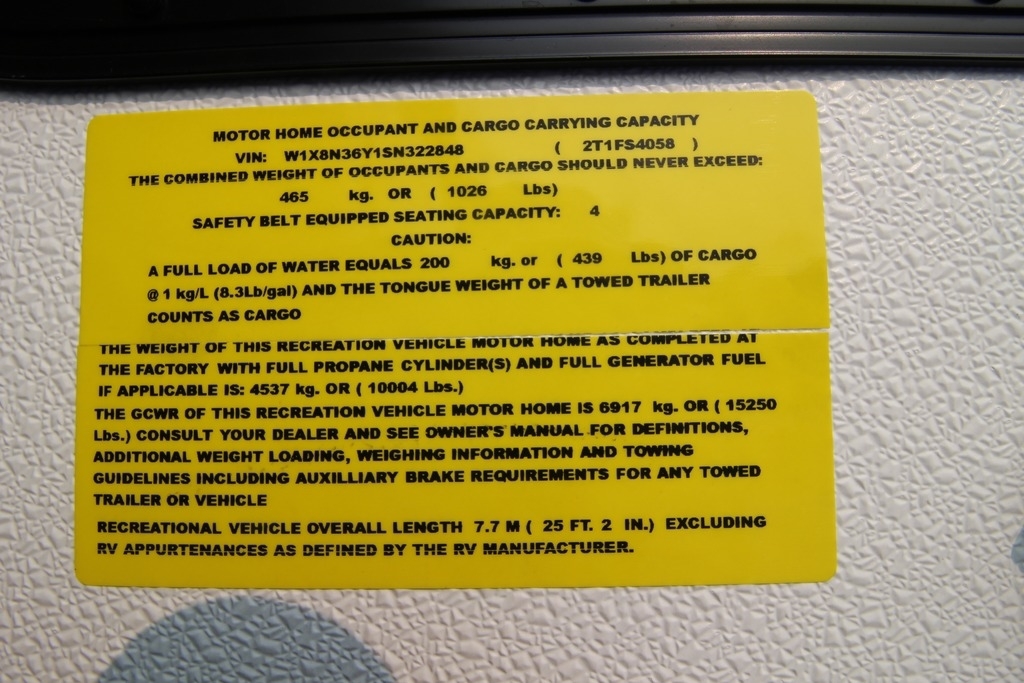 MOTOR HOME OCCUPANT AND CARGO CARRYING CAPACITY
VIN: W1X8N36Y1SN322848 ( 2T1FS4058 )
THE COMBINED WEIGHT OF OCCUPANTS AND CARGO SHOULD NEVER EXCEED:
465 kg. OR ( 1026 Lbs)
SAFETY BELT EQUIPPED SEATING CAPACITY: 4
CAUTION:
A FULL LOAD OF WATER EQUALS 200 kg. or ( 439 Lbs) OF CARGO
@ 1 kg/L (8.3Lb/gal) AND THE TONGUE WEIGHT OF A TOWED TRAILER
COUNTS AS CARGO
THE WEIGHT OF THIS RECREATION VEHICLE MOTOR HOME AS COMPLETED AT
THE FACTORY WITH FULL PROPANE CYLINDER(S) AND FULL GENERATOR FUEL
IF APPLICABLE IS: 4537 kg. OR ( 10004 Lbs.)
THE GCWR OF THIS RECREATION VEHICLE MOTOR HOME IS 6917 kg. OR ( 15250
Lbs.) CONSULT YOUR DEALER AND SEE OWNER'S MANUAL FOR DEFINITIONS,
ADDITIONAL WEIGHT LOADING, WEIGHING INFORMATION AND TOWING
GUIDELINES INCLUDING AUXILLIARY BRAKE REQUIREMENTS FOR ANY TOWED
TRAILER OR VEHICLE
RECREATIONAL VEHICLE OVERALL LENGTH 7.7 M ( 25 FT. 2 IN.) EXCLUDING
RV APPURTENANCES AS DEFINED BY THE RV MANUFACTURER.